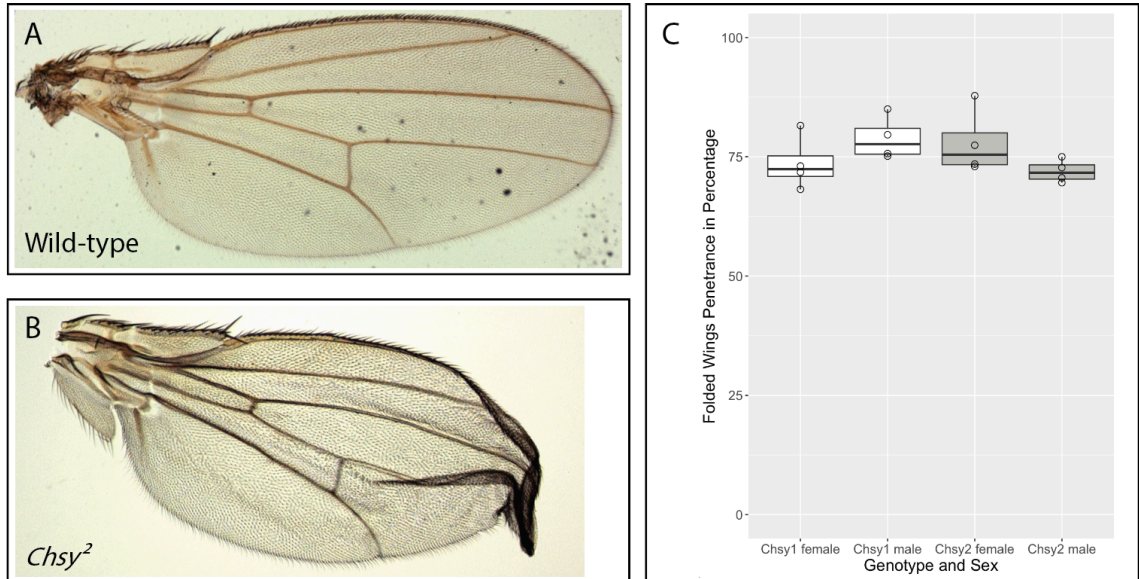 A
Wild-type
B
Chsy²
C
Folded Wings Penetrance in Percentage
100
75
50
25
0
Chsy1 female
Chsy1 male
Chsy2 female
Chsy2 male
Genotype and Sex